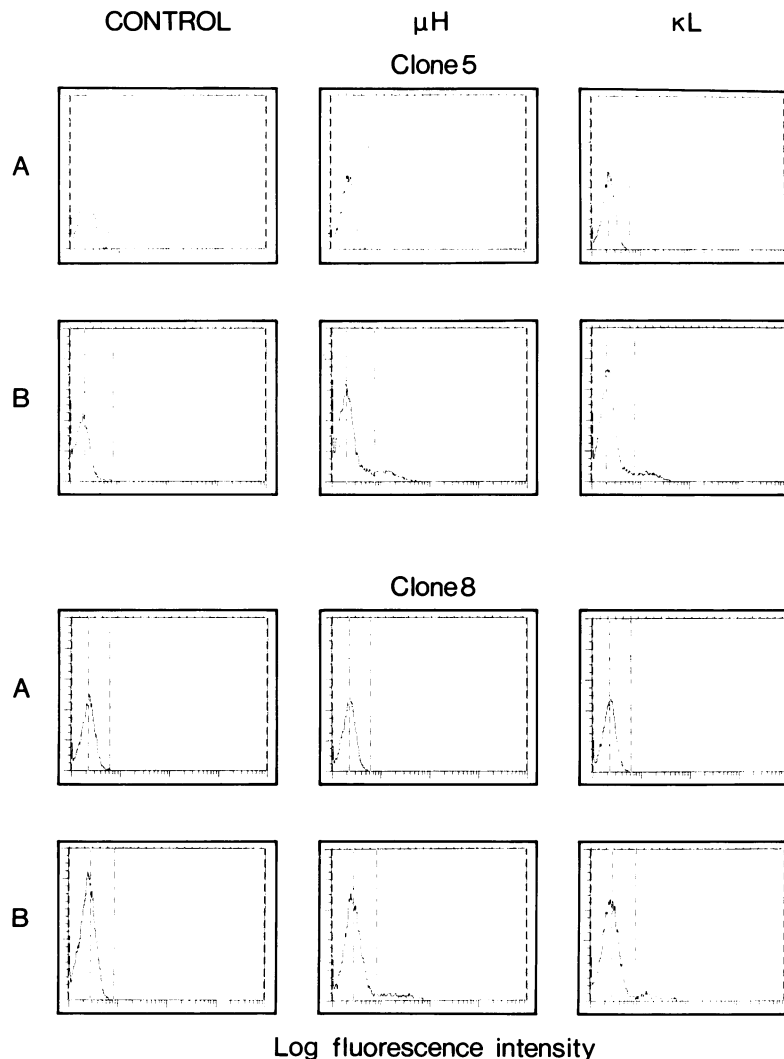 CONTROL μH κL
Clone 5
A
B
Clone 8
A
B
Log fluorescence intensity